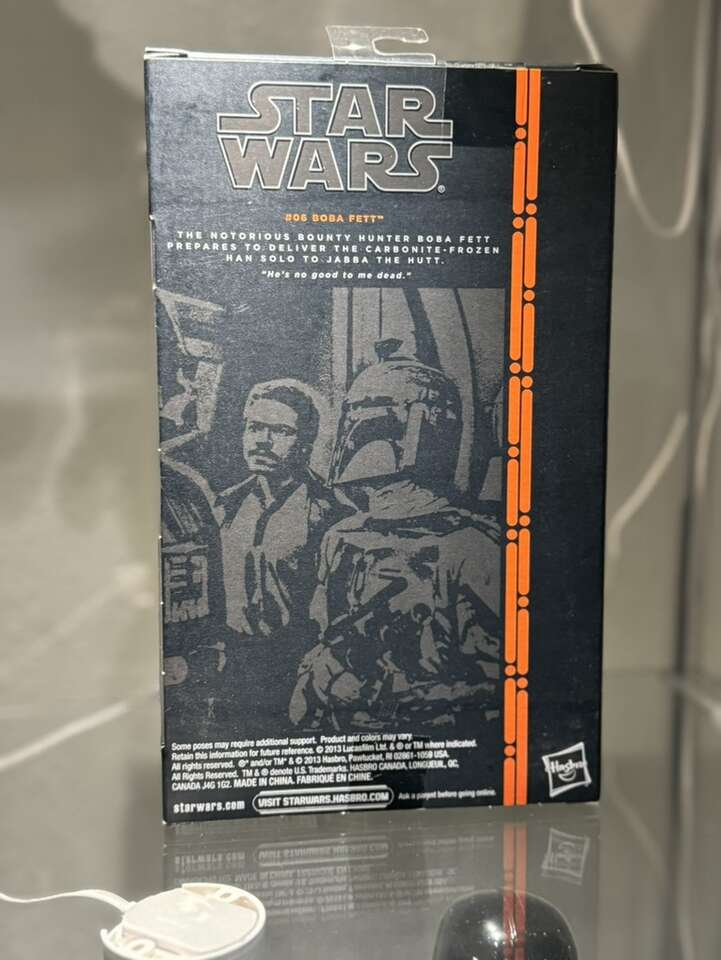 STAR
WARS®
#06 BOBA FETT™
THE NOTORIOUS BOUNTY HUNTER BOBA FETT
PREPARES TO DELIVER THE CARBONITE-FROZEN
HAN SOLO TO JABBA THE HUTT.
"He's no good to me dead."
Some poses may require additional support. Product and colors may vary.
Retain this information for future reference. © 2013 Lucasfilm Ltd. & ® or TM where indicated.
All rights reserved. ®* and/or TM* & © 2013 Hasbro, Pawtucket, RI 02861-1059 USA.
All Rights Reserved. TM & ® denote U.S. Trademarks. HASBRO CANADA, LONGUEUIL, QC,
CANADA J4G 1G2. MADE IN CHINA. FABRIQUÉ EN CHINE.
starwars.com VISIT STARWARS.HASBRO.COM Ask a parent before going online.
Hasbro